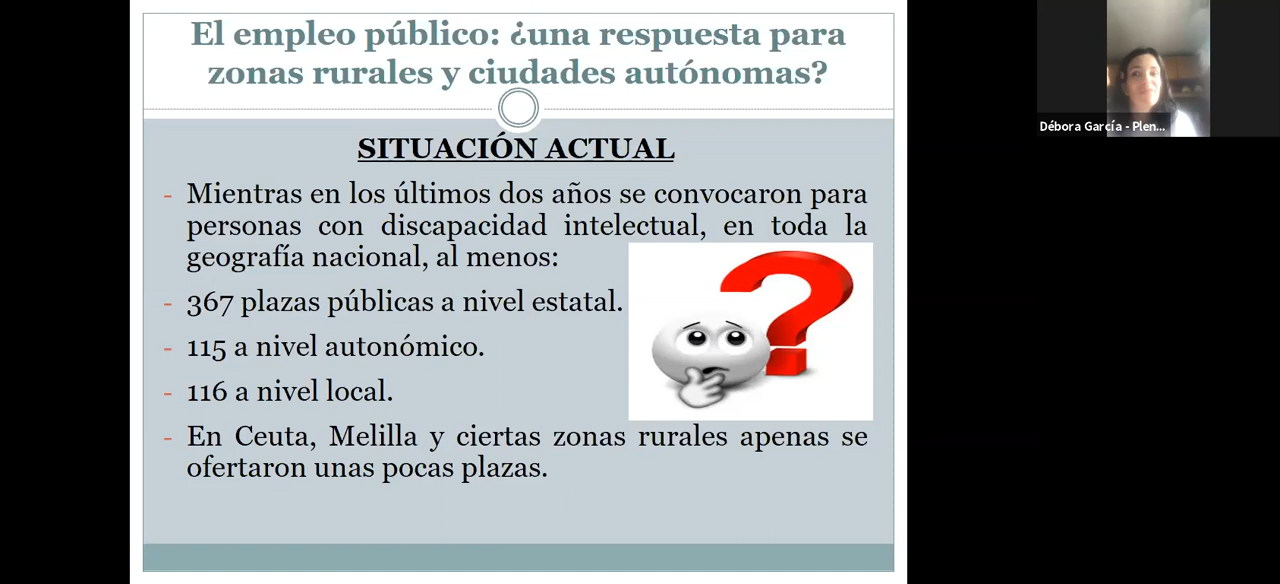 El empleo público: ¿una respuesta para
zonas rurales y ciudades autónomas?
SITUACIÓN ACTUAL
- Mientras en los últimos dos años se convocaron para
personas con discapacidad intelectual, en toda la
geografía nacional, al menos:
- 367 plazas públicas a nivel estatal.
- 115 a nivel autonómico.
- 116 a nivel local.
- En Ceuta, Melilla y ciertas zonas rurales apenas se
ofertaron unas pocas plazas.
Débora García - Plen...